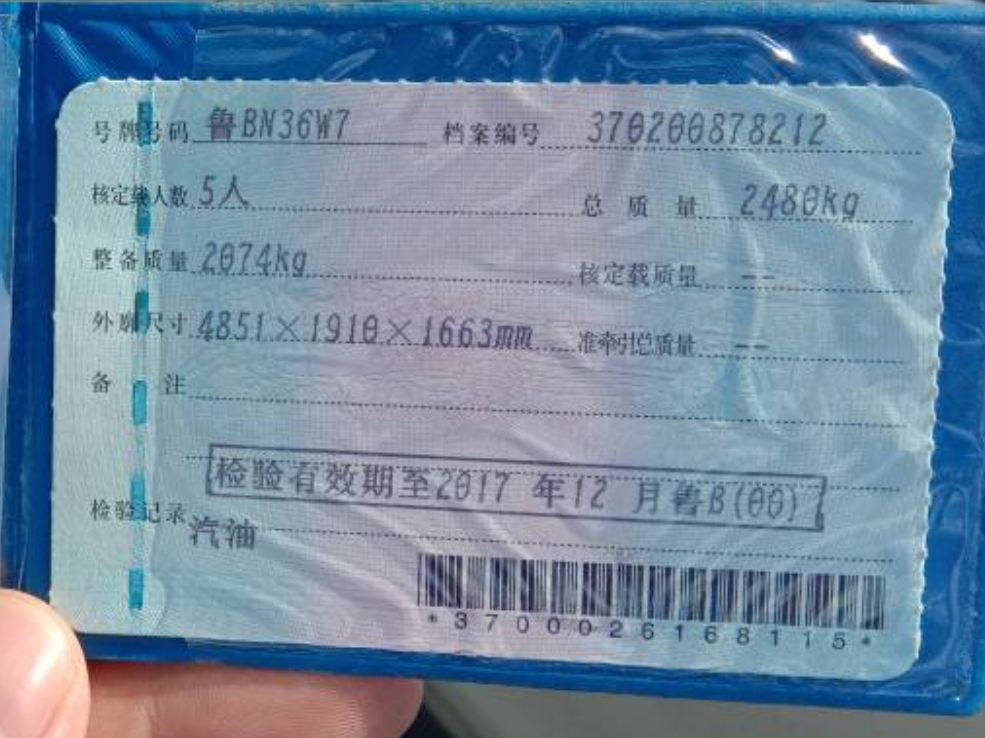 号牌号码 鲁BN36W7 档案编号 370200878212
核定载人数 5人 总质量 2480kg
整备质量 2074kg 核定载质量 --
外廓尺寸 4851×1910×1663mm 准牵引总质量 --
备注
检验有效期至2017年12月鲁B(00)
检验记录
汽油
*3700026168115*